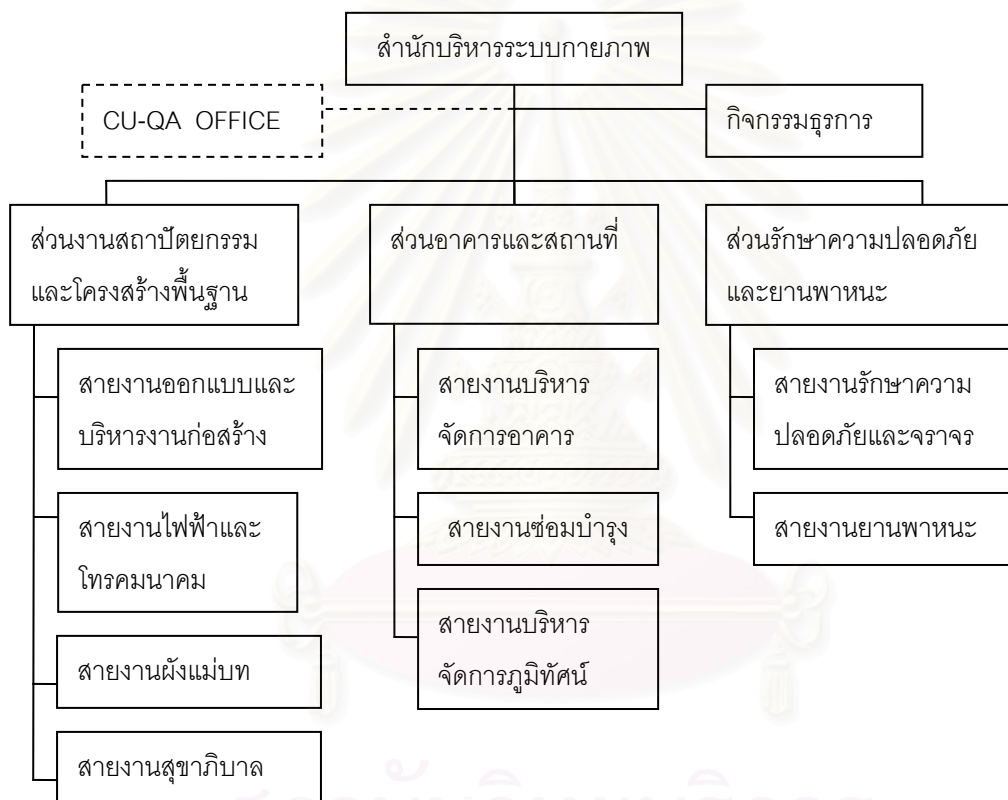 สำนักบริหารระบบกายภาพ
CU-QA OFFICE
กิจกรรมธุรการ
ส่วนงานสถาปัตยกรรม
และโครงสร้างพื้นฐาน
ส่วนอาคารและสถานที่
ส่วนรักษาความปลอดภัย
และยานพาหนะ
สายงานออกแบบและ
บริหารงานก่อสร้าง
สายงานไฟฟ้าและ
โทรคมนาคม
สายงานผังแม่บท
สายงานสุขาภิบาล
สายงานบริหาร
จัดการอาคาร
สายงานซ่อมบำรุง
สายงานบริหาร
จัดการภูมิทัศน์
สายงานรักษาความ
ปลอดภัยและจราจร
สายงานยานพาหนะ